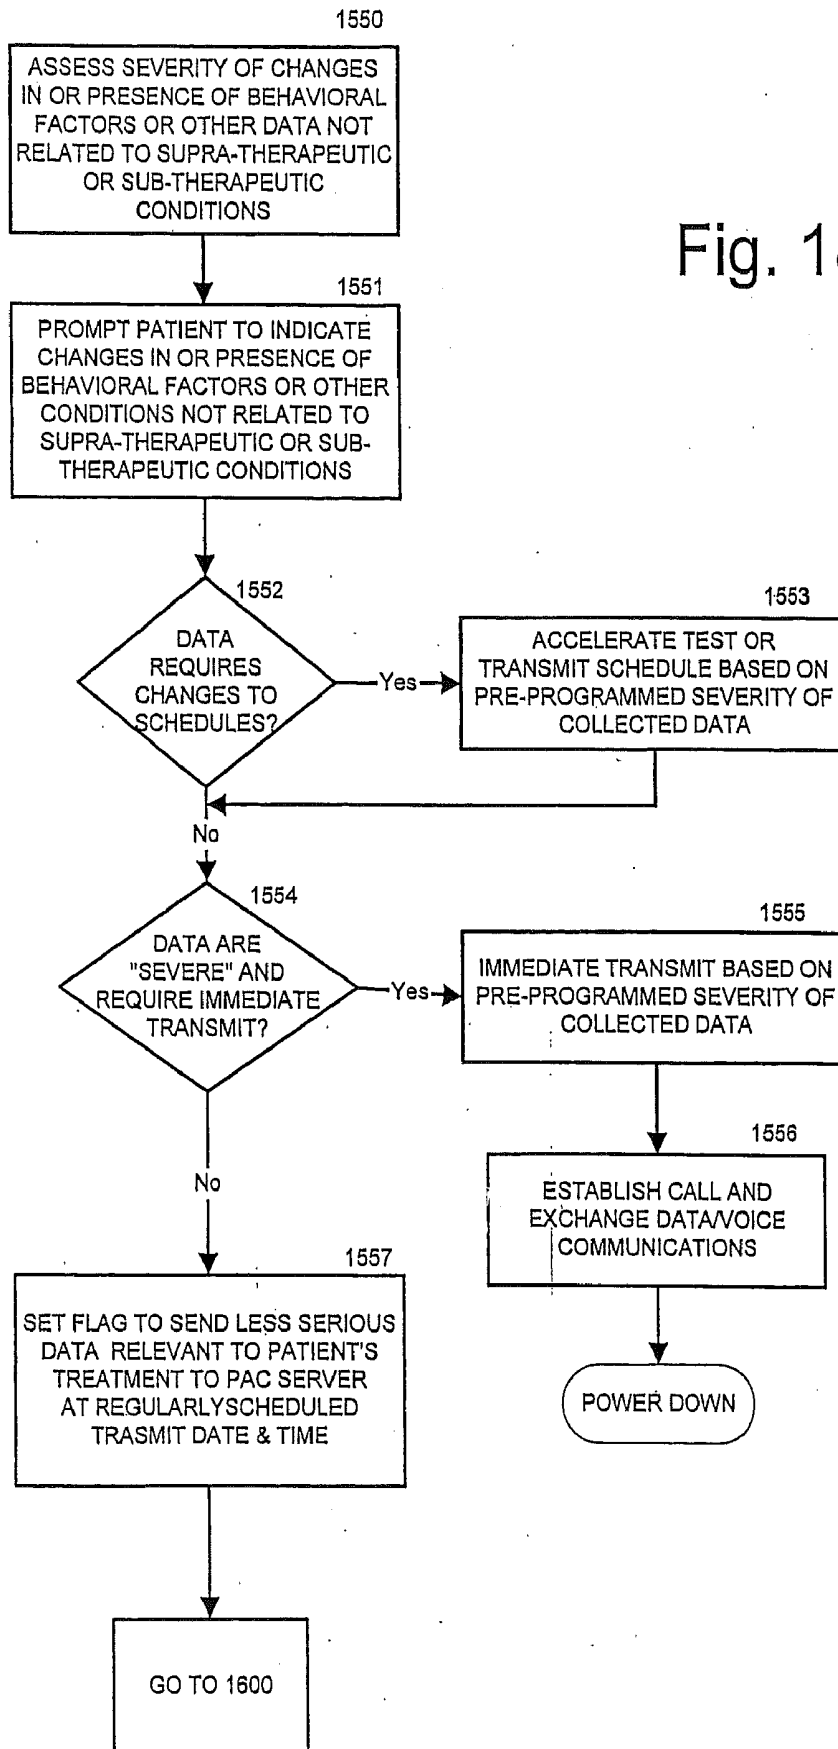 1550
ASSESS SEVERITY OF CHANGES
IN OR PRESENCE OF BEHAVIORAL
FACTORS OR OTHER DATA NOT
RELATED TO SUPRA-THERAPEUTIC
OR SUB-THERAPEUTIC
CONDITIONS
Fig.
1551
PROMPT PATIENT TO INDICATE
CHANGES IN OR PRESENCE OF
BEHAVIORAL FACTORS OR OTHER
CONDITIONS NOT RELATED TO
SUPRA-THERAPEUTIC OR SUB-
THERAPEUTIC CONDITIONS
1552
DATA
REQUIRES
CHANGES TO
SCHEDULES?
Yes
1553
ACCELERATE TEST OR
TRANSMIT SCHEDULE BASED ON
PRE-PROGRAMMED SEVERITY OF
COLLECTED DATA
No
1554
DATA ARE
"SEVERE" AND
REQUIRE IMMEDIATE
TRANSMIT?
Yes
1555
IMMEDIATE TRANSMIT BASED ON
PRE-PROGRAMMED SEVERITY OF
COLLECTED DATA
1556
ESTABLISH CALL AND
EXCHANGE DATA/VOICE
COMMUNICATIONS
POWER DOWN
No
1557
SET FLAG TO SEND LESS SERIOUS
DATA RELEVANT TO PATIENT'S
TREATMENT TO PAC SERVER
AT REGULARLYSCHEDULED
TRASMIT DATE & TIME
GO TO 1600